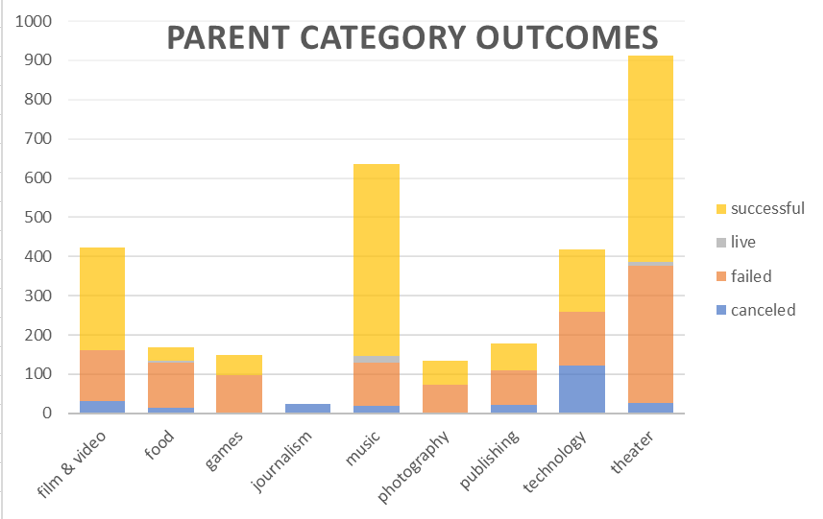 PARENT CATEGORY OUTCOMES
1000
900
800
700
600
500
400
300
200
100
0
film & video
food
games
journalism
music
photography
publishing
technology
theater
successful
live
failed
canceled